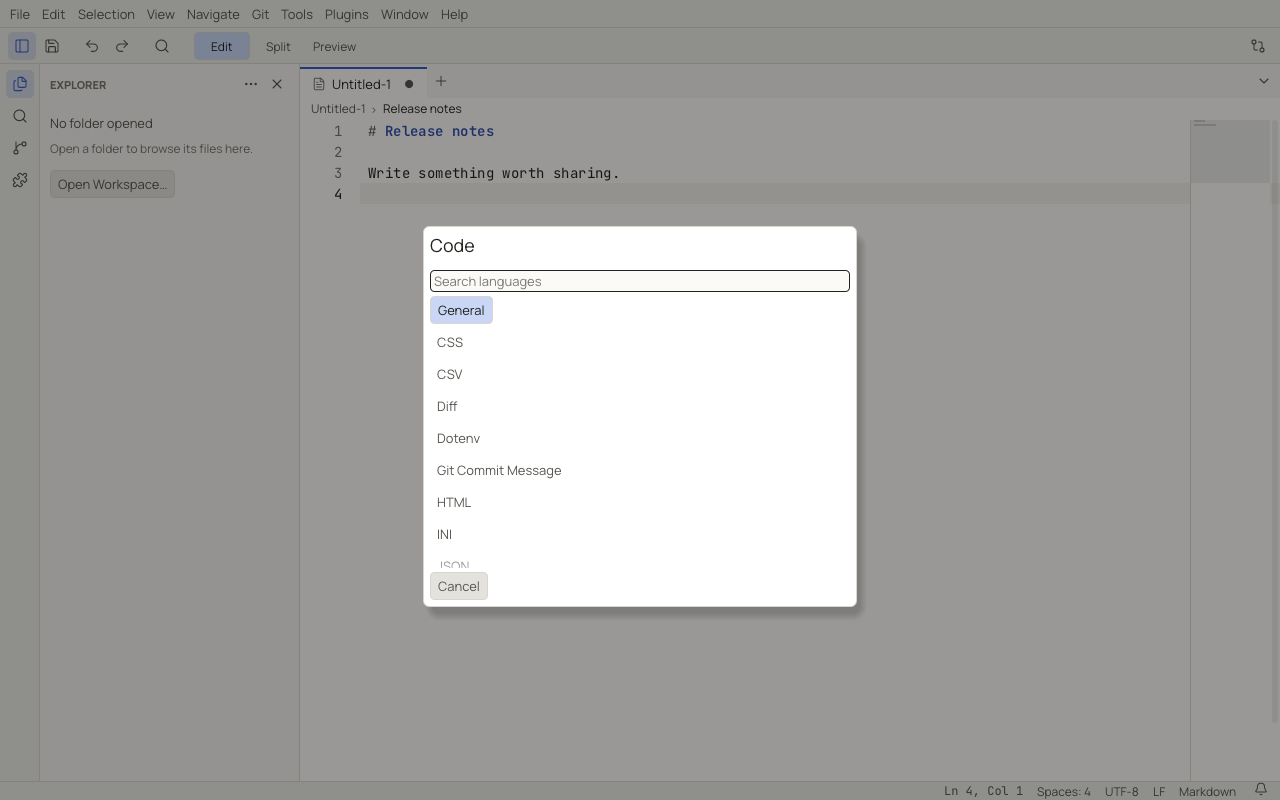 File Edit Selection View Navigate Git Tools Plugins Window Help
Edit Split Preview
EXPLORER
No folder opened
Open a folder to browse its files here.
Open Workspace...
Untitled-1
Untitled-1 › Release notes
1 # Release notes
2
3 Write something worth sharing.
4
Code
Search languages
General
CSS
CSV
Diff
Dotenv
Git Commit Message
HTML
INI
JSON
Cancel
Ln 4, Col 1 Spaces: 4 UTF-8 LF Markdown